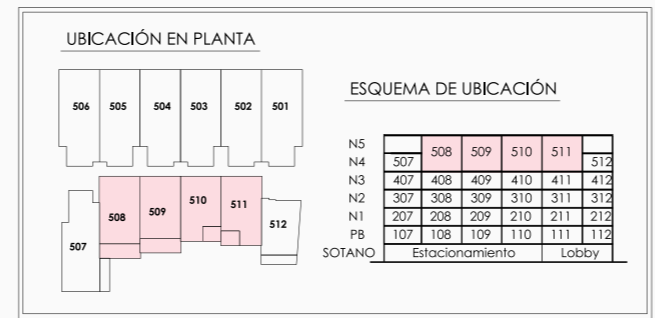 UBICACIÓN EN PLANTA
506 505 504 503 502 501
508 509 510 511
507 512
ESQUEMA DE UBICACIÓN
N5
508 509 510 511
N4 507 512
N3 407 408 409 410 411 412
N2 307 308 309 310 311 312
N1 207 208 209 210 211 212
PB 107 108 109 110 111 112
SOTANO Estacionamiento Lobby